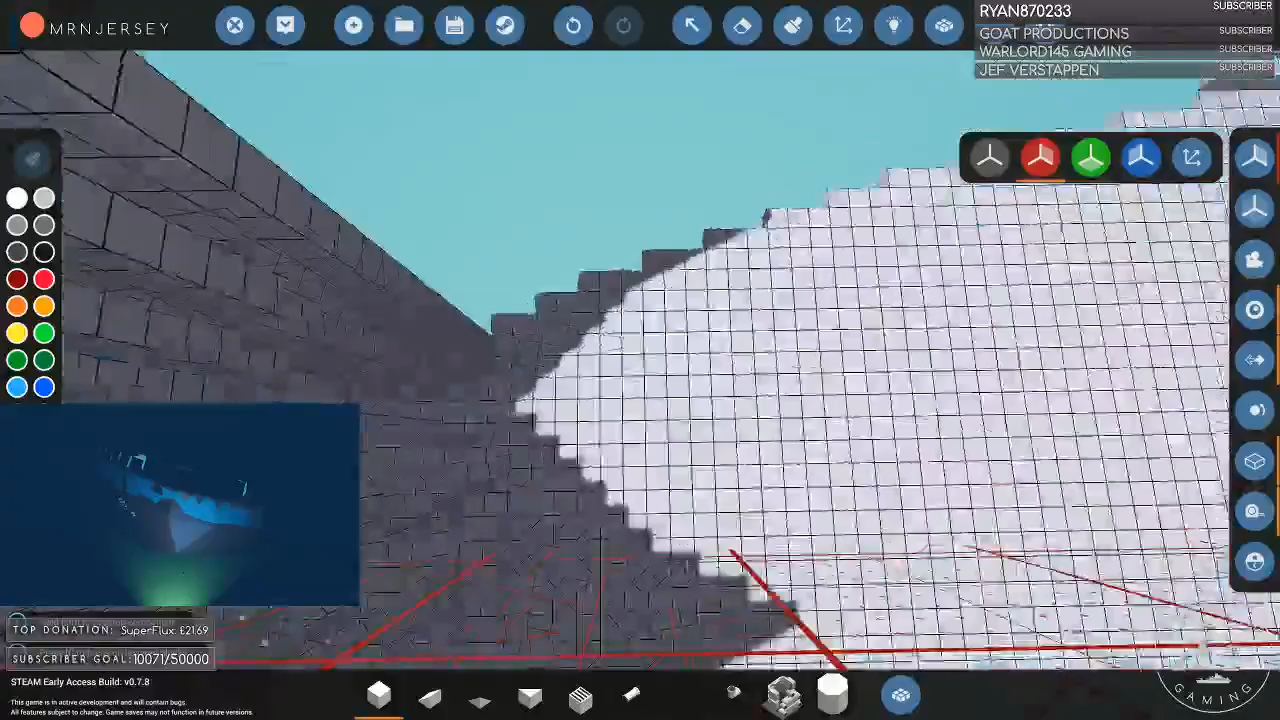 MRNJERSEY
RYAN870233 SUBSCRIBER
GOAT PRODUCTIONS SUBSCRIBER
WARLORD145 GAMING SUBSCRIBER
JEF VERSTAPPEN SUBSCRIBER
TOP DONATION: SuperFlux: £21.69
SUBSCRIBER GOAL: 10071/50000
STEAM Early Access Build: v0.7.8
This game is in active development and will contain bugs.
All features subject to change. Game saves may not function in future versions.
GAMING